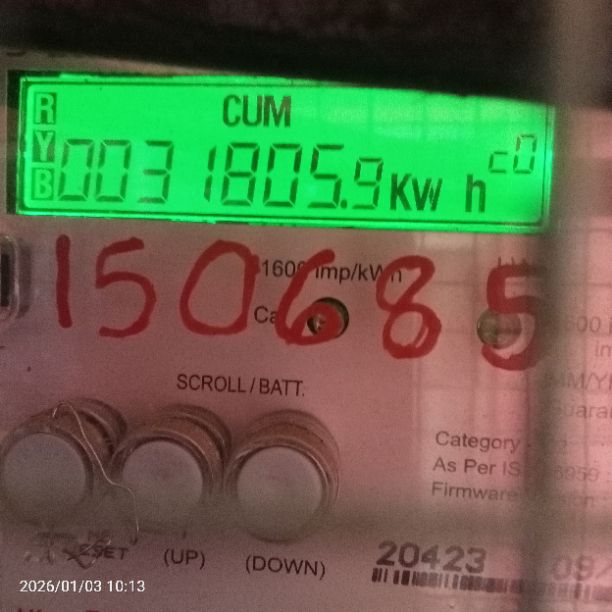 R
Y
B
CUM
0031805.9 Kw h c0
1600 imp/kWh
150685
SCROLL/BATT.
Category
As Per IS
Firmware
(UP)
(DOWN)
20423
2026/01/03 10:13